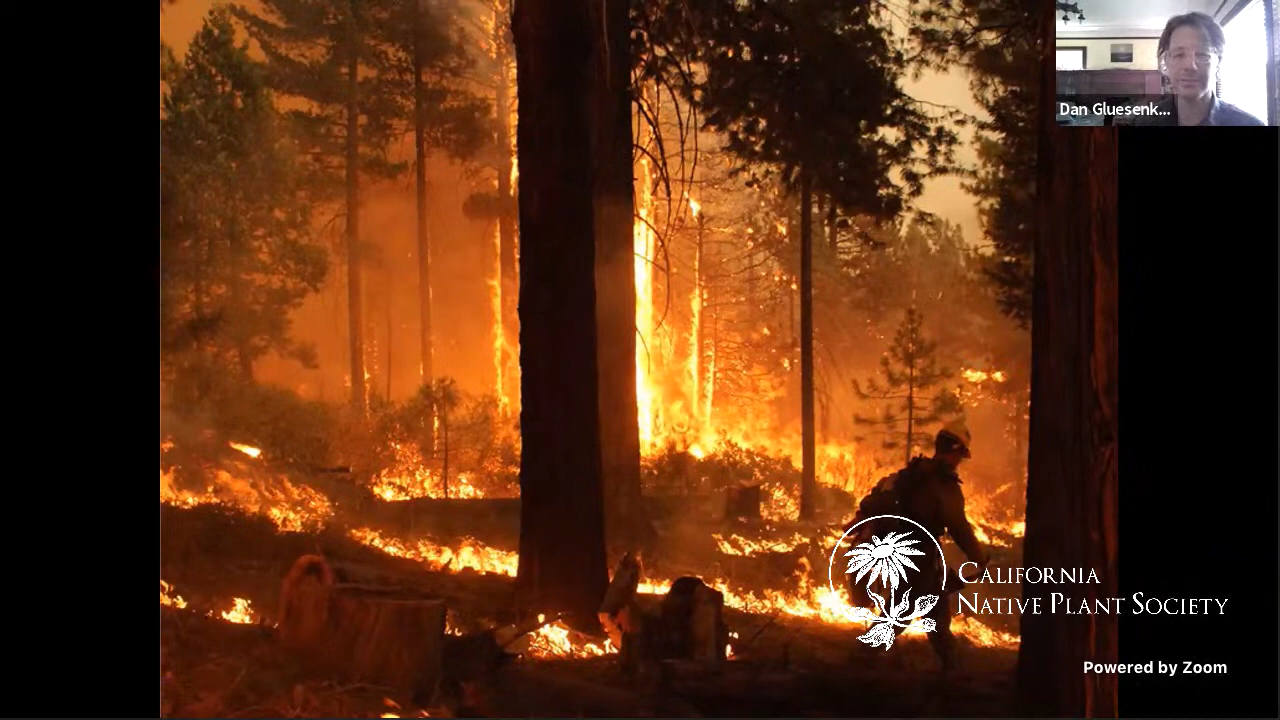 Dan Gluesenk...
CALIFORNIA
NATIVE PLANT SOCIETY
Powered by Zoom